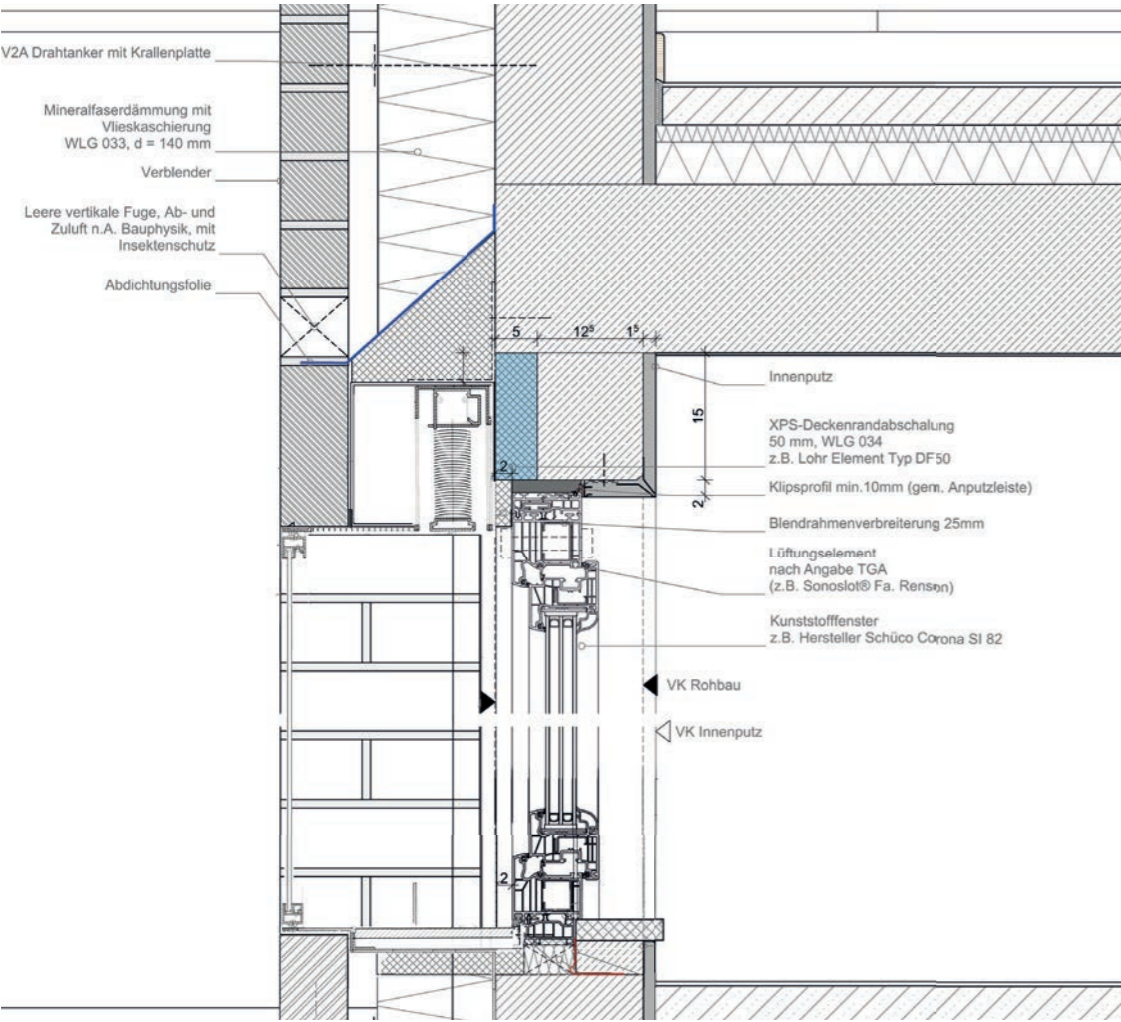 V2A Drahtanker mit Krallenplatte
Mineralfaserdämmung mit
Vlieskaschierung
WLG 033, d = 140 mm
Verblender
Leere vertikale Fuge, Ab- und
Zuluft n.A. Bauphysik, mit
Insektenschutz
Abdichtungsfolie
5
12⁵
1⁵
15
2
2
Innenputz
XPS-Deckenrandabschalung
50 mm, WLG 034
z.B. Lohr Element Typ DF50
Klipsprofil min.10mm (gem. Anputzleiste)
Blendrahmenverbreiterung 25mm
Lüftungselement
nach Angabe TGA
(z.B. Sonoslot® Fa. Renson)
Kunststofffenster
z.B. Hersteller Schüco Corona SI 82
VK Rohbau
VK Innenputz
2